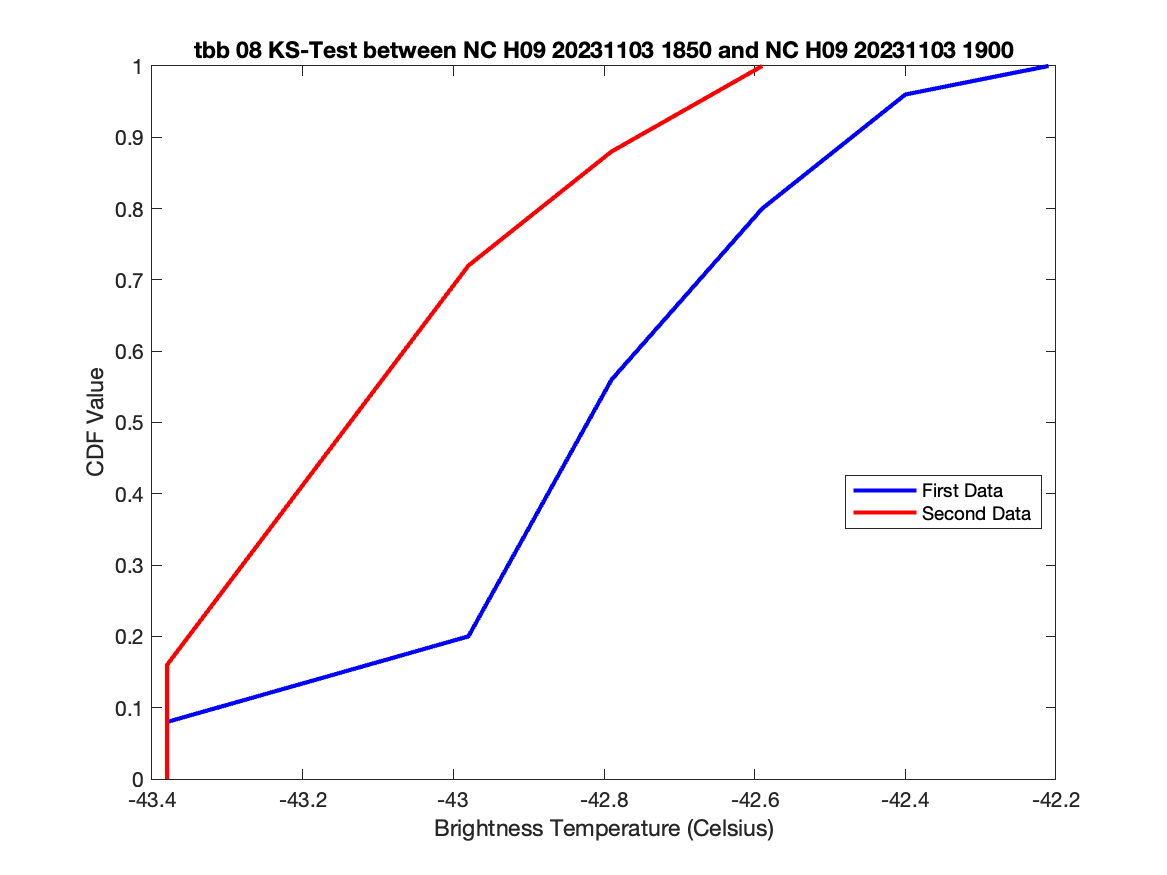 tbb 08 KS-Test between NC H09 20231103 1850 and NC H09 20231103 1900
1
0.9
0.8
0.7
0.6
0.5
0.4
0.3
0.2
0.1
0
CDF Value
First Data
Second Data
-43.4 -43.2 -43 -42.8 -42.6 -42.4 -42.2
Brightness Temperature (Celsius)